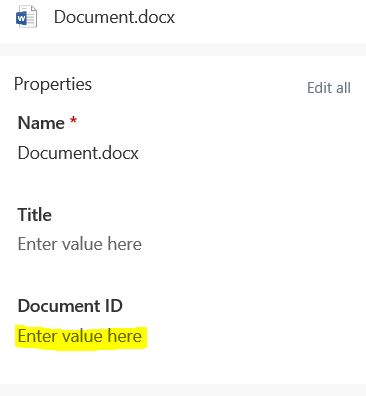 Document.docx
Properties
Edit all
Name *
Document.docx
Title
Enter value here
Document ID
Enter value here